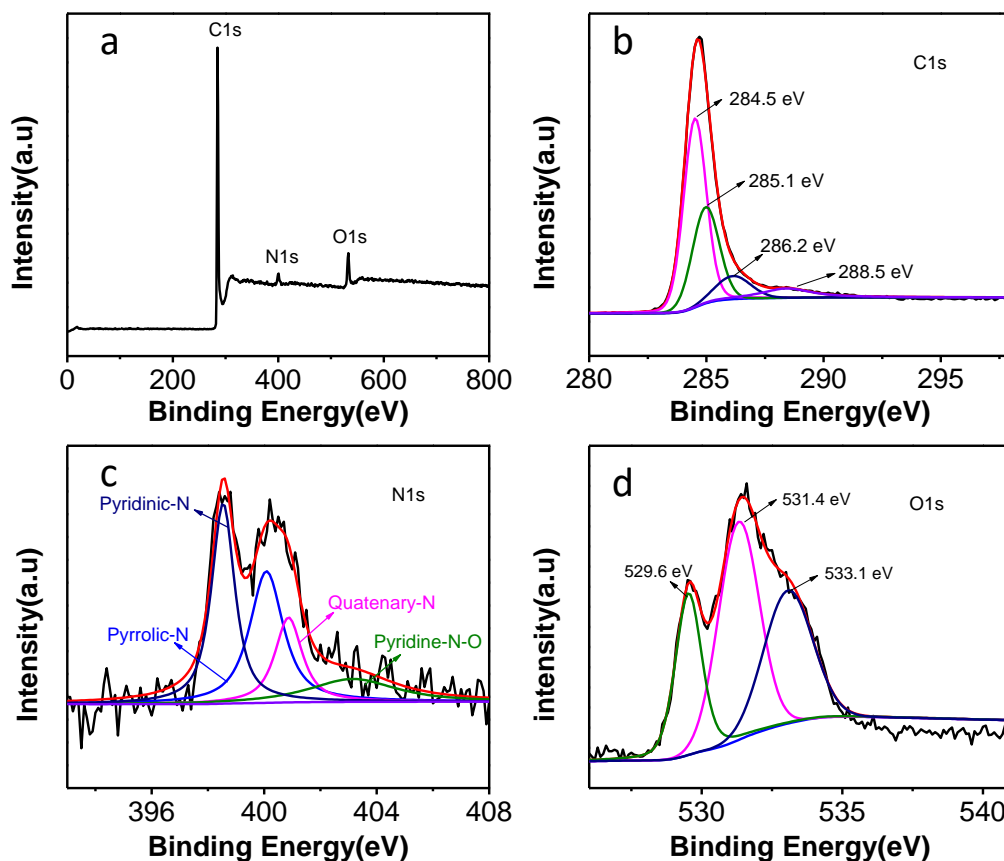 a
C1s
N1s
O1s
Intensity(a.u)
0 200 400 600 800
Binding Energy(eV)
b
C1s
284.5 eV
285.1 eV
286.2 eV
288.5 eV
Intensity(a.u)
280 285 290 295
Binding Energy(eV)
c
N1s
Pyridinic-N
Pyrrolic-N
Quatenary-N
Pyridine-N-O
Intensity(a.u)
396 400 404 408
Binding Energy(eV)
d
O1s
531.4 eV
529.6 eV
533.1 eV
intensity(a.u)
530 535 540
Binding Energy(eV)